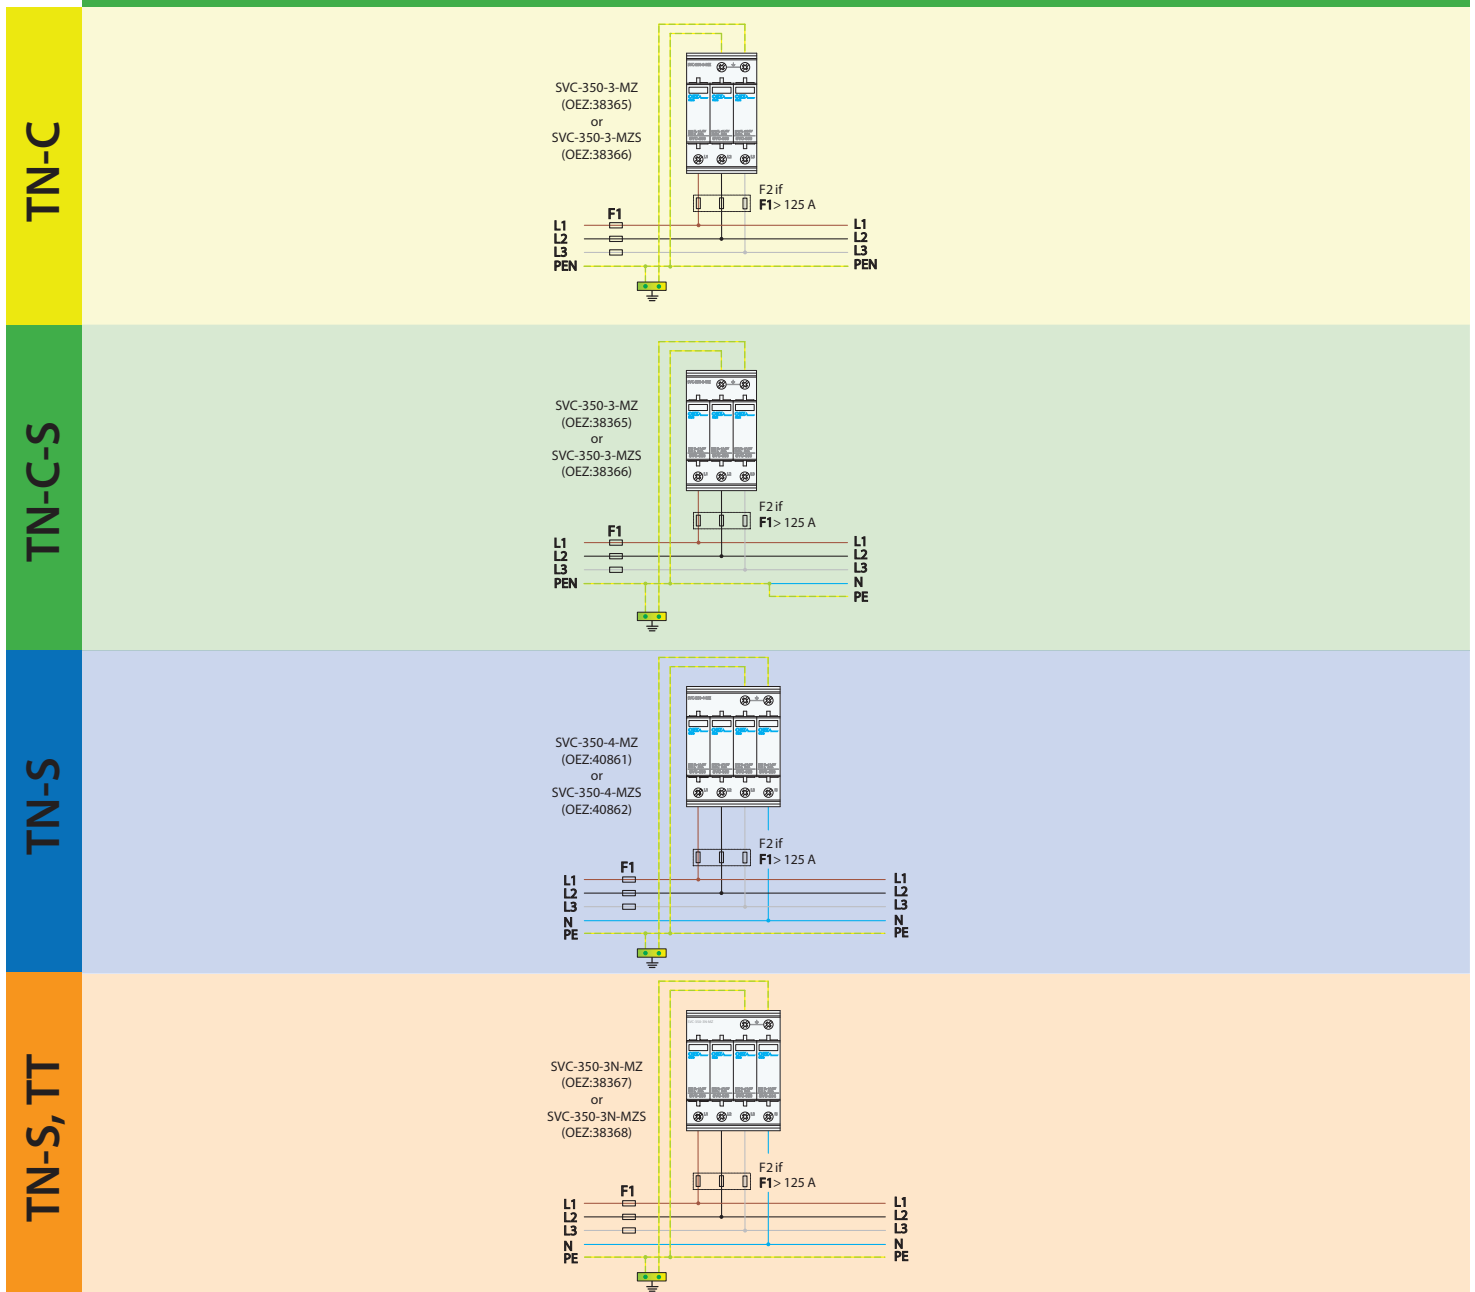 TN-C
SVC-350-3-MZ
(OEZ:38365)
or
SVC-350-3-MZS
(OEZ:38366)
F2 if
F1> 125 A
F1
L1
L2
L3
PEN
L1
L2
L3
PEN
TN-C-S
SVC-350-3-MZ
(OEZ:38365)
or
SVC-350-3-MZS
(OEZ:38366)
F2 if
F1> 125 A
F1
L1
L2
L3
PEN
L1
L2
L3
N
PE
TN-S
SVC-350-4-MZ
(OEZ:40861)
or
SVC-350-4-MZS
(OEZ:40862)
F2 if
F1> 125 A
F1
L1
L2
L3
N
PE
L1
L2
L3
N
PE
TN-S, TT
SVC-350-3N-MZ
(OEZ:38367)
or
SVC-350-3N-MZS
(OEZ:38368)
F2 if
F1> 125 A
F1
L1
L2
L3
N
PE
L1
L2
L3
N
PE